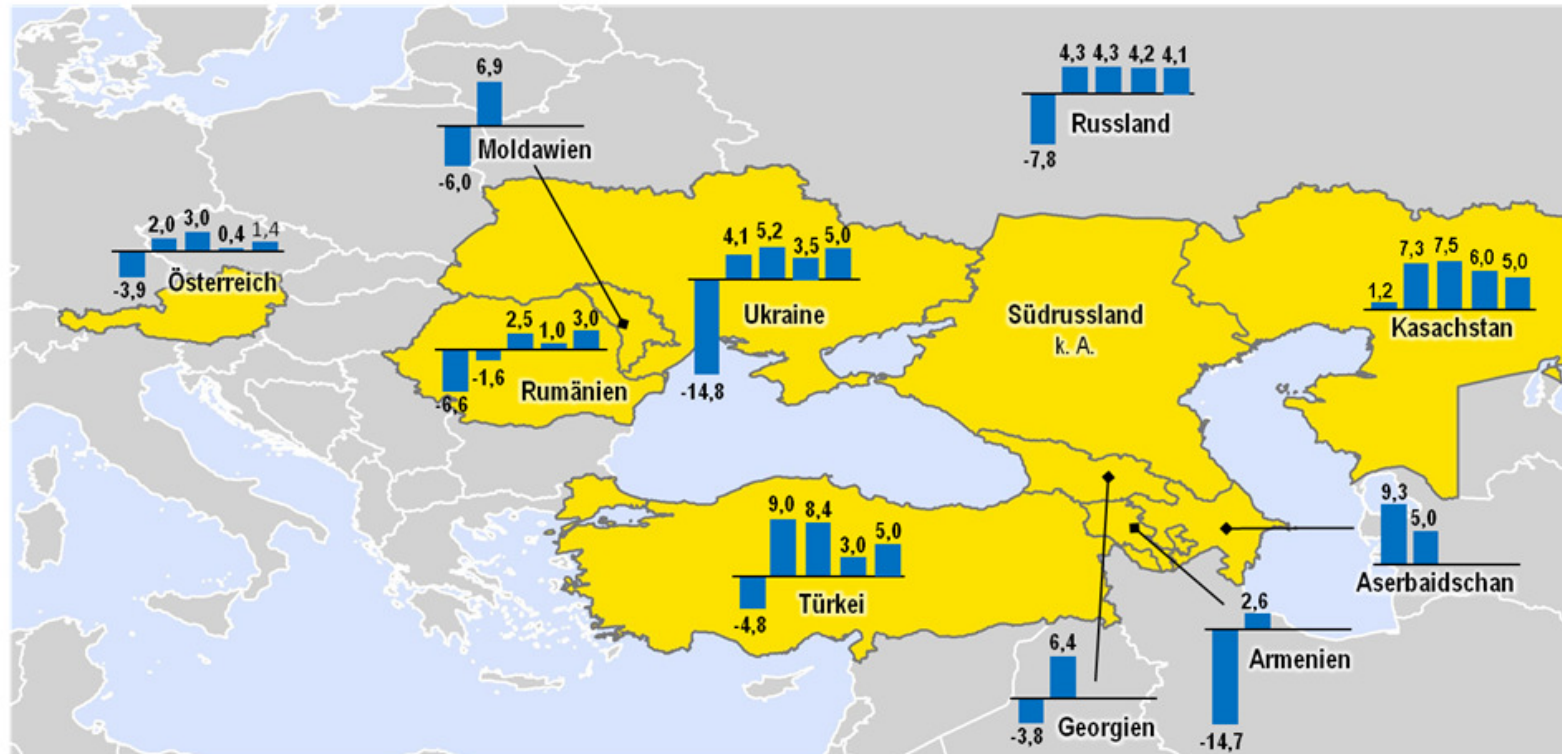 4,3 4,3 4,2 4,1
-7,8
Russland
6,9
-6,0
Moldawien
2,0 3,0 0,4 1,4
-3,9
Österreich
4,1 5,2 3,5 5,0
-14,8
Ukraine
2,5 1,0 3,0
-6,6 -1,6
Rumänien
Südrussland
k. A.
1,2 7,3 7,5 6,0 5,0
Kasachstan
9,0 8,4 3,0 5,0
-4,8
Türkei
9,3 5,0
Aserbaidschan
2,6
-14,7
Armenien
6,4
-3,8
Georgien